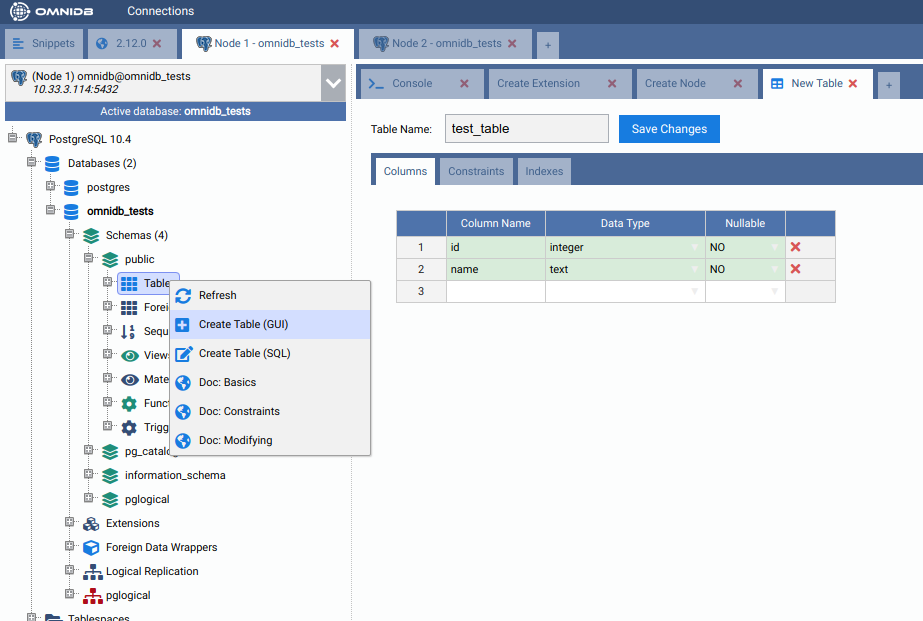 OMNIDB Connections
Snippets 2.12.0 Node 1 - omnidb_tests Node 2 - omnidb_tests +
(Node 1) omnidb@omnidb_tests
10.33.3.114:5432
Active database: omnidb_tests
PostgreSQL 10.4
Databases (2)
postgres
omnidb_tests
Schemas (4)
public
Table
Forei
Sequ
Views
Mate
Funct
Trigg
pg_catalog
information_schema
pglogical
Extensions
Foreign Data Wrappers
Logical Replication
pglogical
Tablespaces
Refresh
Create Table (GUI)
Create Table (SQL)
Doc: Basics
Doc: Constraints
Doc: Modifying
Console Create Extension Create Node New Table +
Table Name: test_table Save Changes
Columns Constraints Indexes
Column Name Data Type Nullable
1 id integer NO
2 name text NO
3